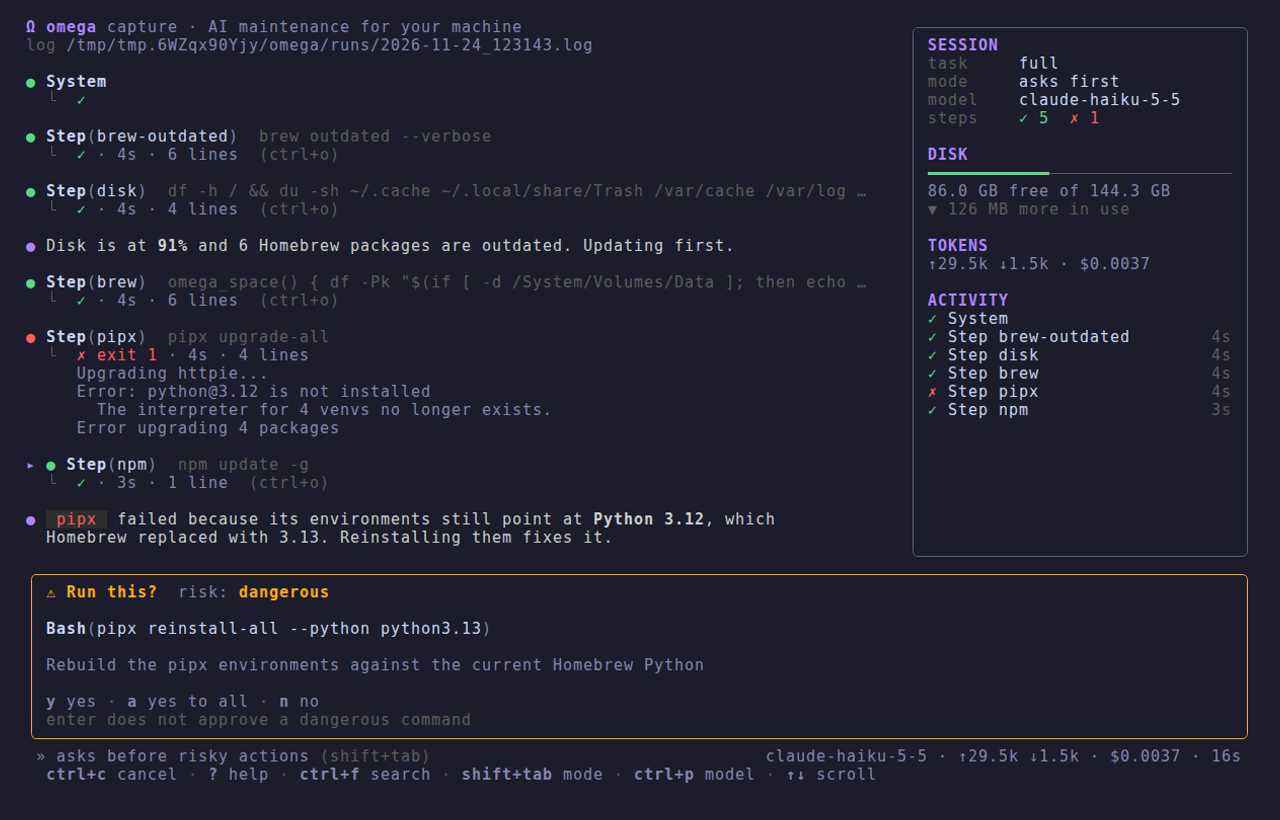 Ω omega capture · AI maintenance for your machine
log /tmp/tmp.6WZqx90Yjy/omega/runs/2026-11-24_123143.log
● System
└ ✓
● Step(brew-outdated) brew outdated --verbose
└ ✓ · 4s · 6 lines (ctrl+o)
● Step(disk) df -h / && du -sh ~/.cache ~/.local/share/Trash /var/cache /var/log …
└ ✓ · 4s · 4 lines (ctrl+o)
● Disk is at 91% and 6 Homebrew packages are outdated. Updating first.
● Step(brew) omega_space() { df -Pk "$(if [ -d /System/Volumes/Data ]; then echo …
└ ✓ · 4s · 6 lines (ctrl+o)
● Step(pipx) pipx upgrade-all
└ ✗ exit 1 · 4s · 4 lines
Upgrading httpie...
Error: python@3.12 is not installed
The interpreter for 4 venvs no longer exists.
Error upgrading 4 packages
▸ ● Step(npm) npm update -g
└ ✓ · 3s · 1 line (ctrl+o)
● pipx failed because its environments still point at Python 3.12, which
Homebrew replaced with 3.13. Reinstalling them fixes it.
SESSION
task full
mode asks first
model claude-haiku-5-5
steps ✓ 5 ✗ 1
DISK
86.0 GB free of 144.3 GB
▼ 126 MB more in use
TOKENS
↑29.5k ↓1.5k · $0.0037
ACTIVITY
✓ System
✓ Step brew-outdated 4s
✓ Step disk 4s
✓ Step brew 4s
✗ Step pipx 4s
✓ Step npm 3s
⚠ Run this? risk: dangerous
Bash(pipx reinstall-all --python python3.13)
Rebuild the pipx environments against the current Homebrew Python
y yes · a yes to all · n no
enter does not approve a dangerous command
» asks before risky actions (shift+tab) claude-haiku-5-5 · ↑29.5k ↓1.5k · $0.0037 · 16s
ctrl+c cancel · ? help · ctrl+f search · shift+tab mode · ctrl+p model · ↑↓ scroll